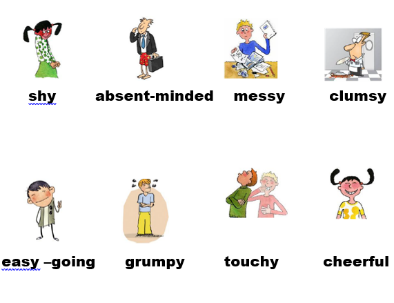 shy absent-minded messy clumsy
easy –going grumpy touchy cheerful